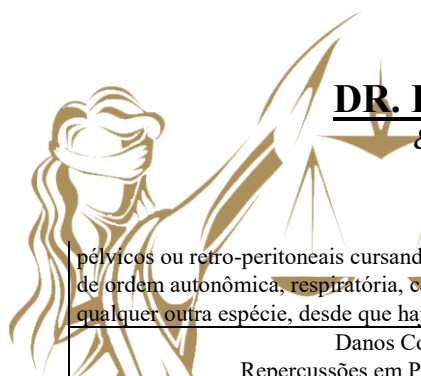 DR.
pélvicos ou retro-peritoneais cursand
de ordem autonômica, respiratória, c
qualquer outra espécie, desde que ha
Danos Co
Repercussões em P